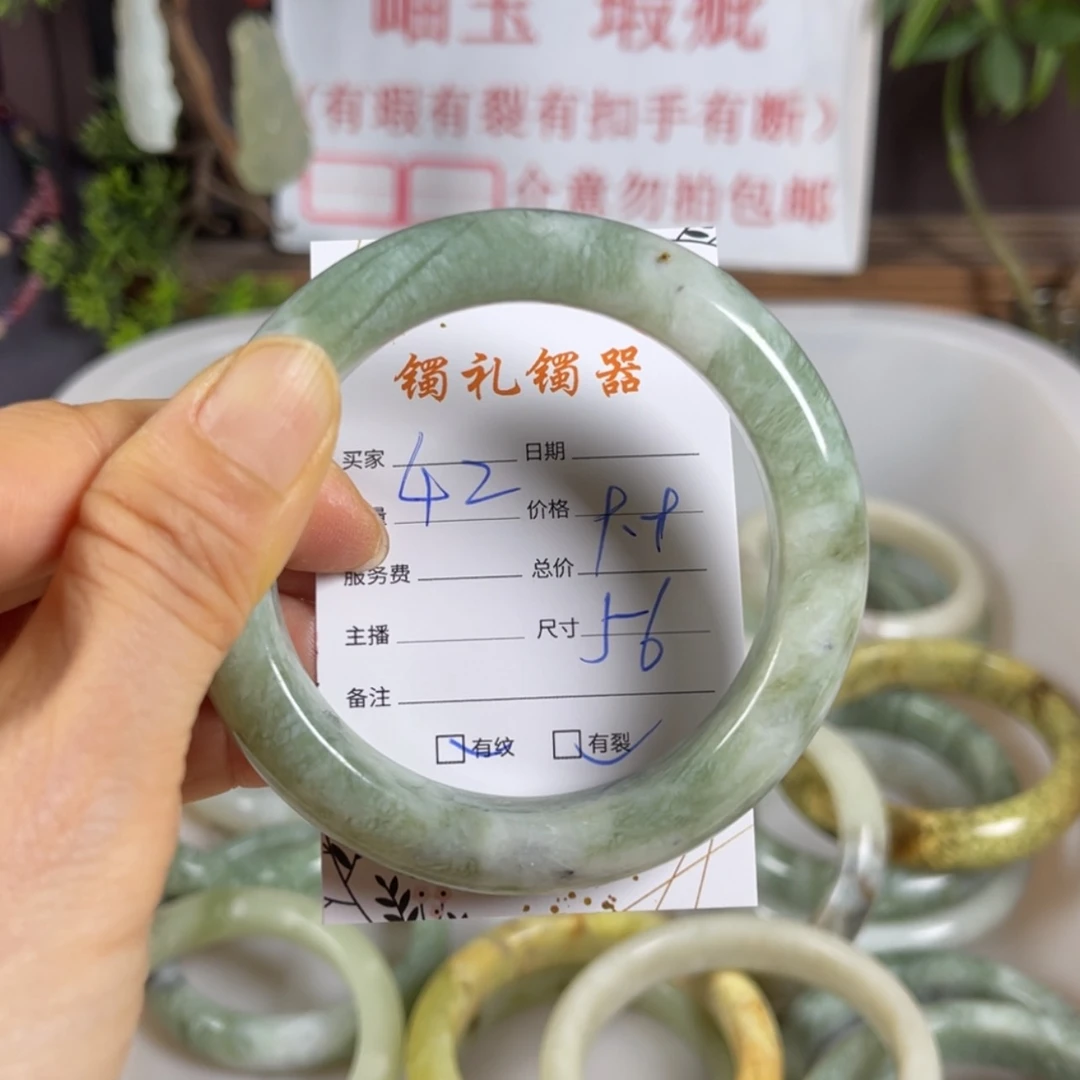 岫玉 瑕疵
（有瑕有裂有扣手有断）
介意勿拍包邮
镯礼镯器
买家 42 日期
价格 9.9
服务费 总价
主播 尺寸 56
备注
有纹 有裂